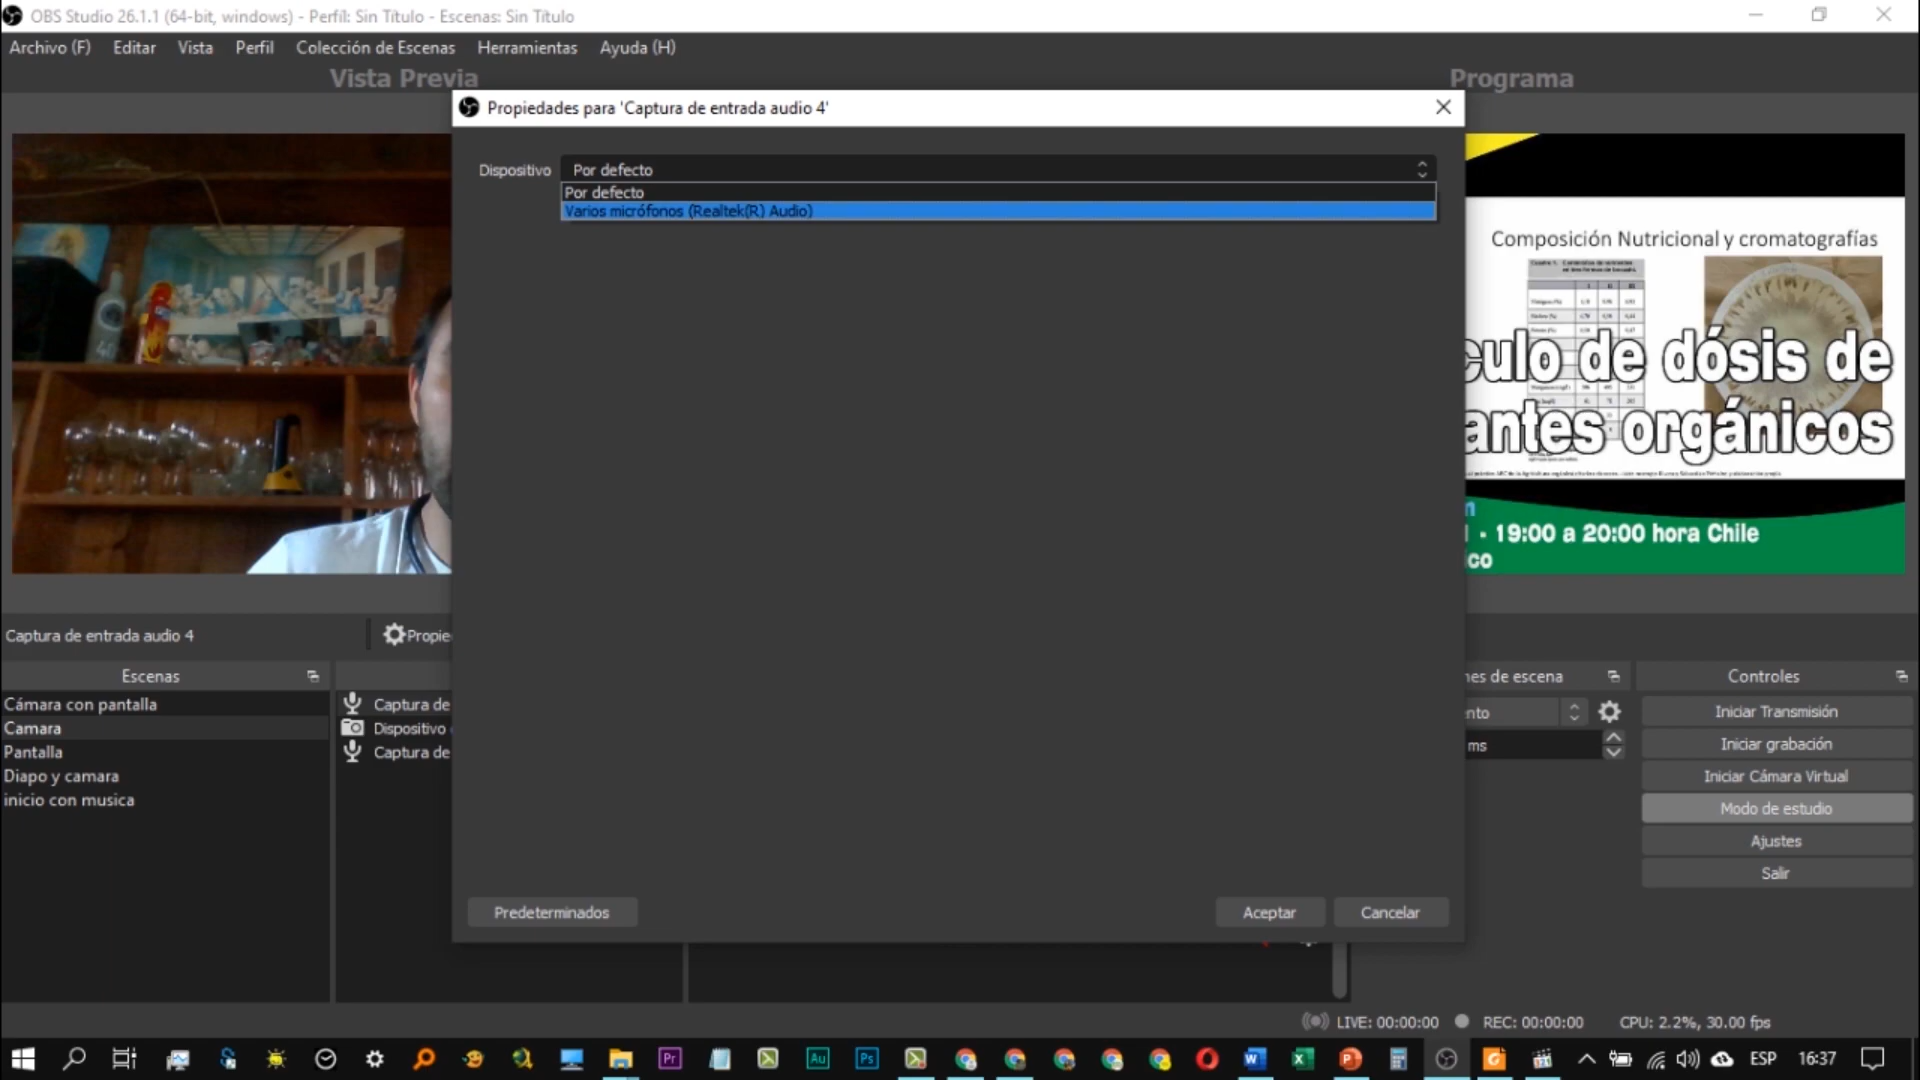 OBS Studio 26.1.1 (64-bit, windows) - Perfil: Sin Título - Escenas: Sin Título
Archivo (F) Editar Vista Perfil Colección de Escenas Herramientas Ayuda (H)
Vista Previa
Programa
Propiedades para 'Captura de entrada audio 4'
Dispositivo Por defecto
Por defecto
Varios micrófonos (Realtek(R) Audio)
Composición Nutricional y cromatografías
culo de dósis de
antes orgánicos
19:00 a 20:00 hora Chile
co
Captura de entrada audio 4
Propie
Escenas
Cámara con pantalla
Camara
Pantalla
Diapo y camara
inicio con musica
Captura de
Dispositivo
Captura de
nes de escena
nto
ms
Controles
Iniciar Transmisión
Iniciar grabación
Iniciar Cámara Virtual
Modo de estudio
Ajustes
Salir
Predeterminados
Aceptar
Cancelar
LIVE: 00:00:00 REC: 00:00:00 CPU: 2.2%, 30.00 fps
Pr Au Ps ESP 16:37